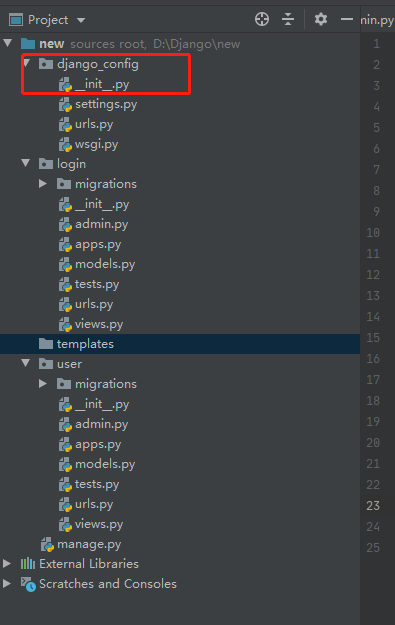 Project
nin.py
new sources root, D:\Django\new
django_config
__init__.py
settings.py
urls.py
wsgi.py
login
migrations
__init__.py
admin.py
apps.py
models.py
tests.py
urls.py
views.py
templates
user
migrations
__init__.py
admin.py
apps.py
models.py
tests.py
urls.py
views.py
manage.py
External Libraries
Scratches and Consoles
1
2
3
4
5
6
7
8
9
10
11
12
13
14
15
16
17
18
19
20
21
22
23
24
25